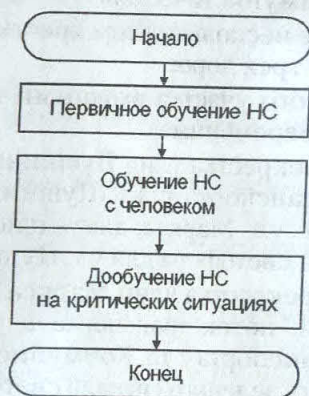 Начало
Первичное обучение НС
Обучение НС
с человеком
Дообучение НС
на критических ситуациях
Конец